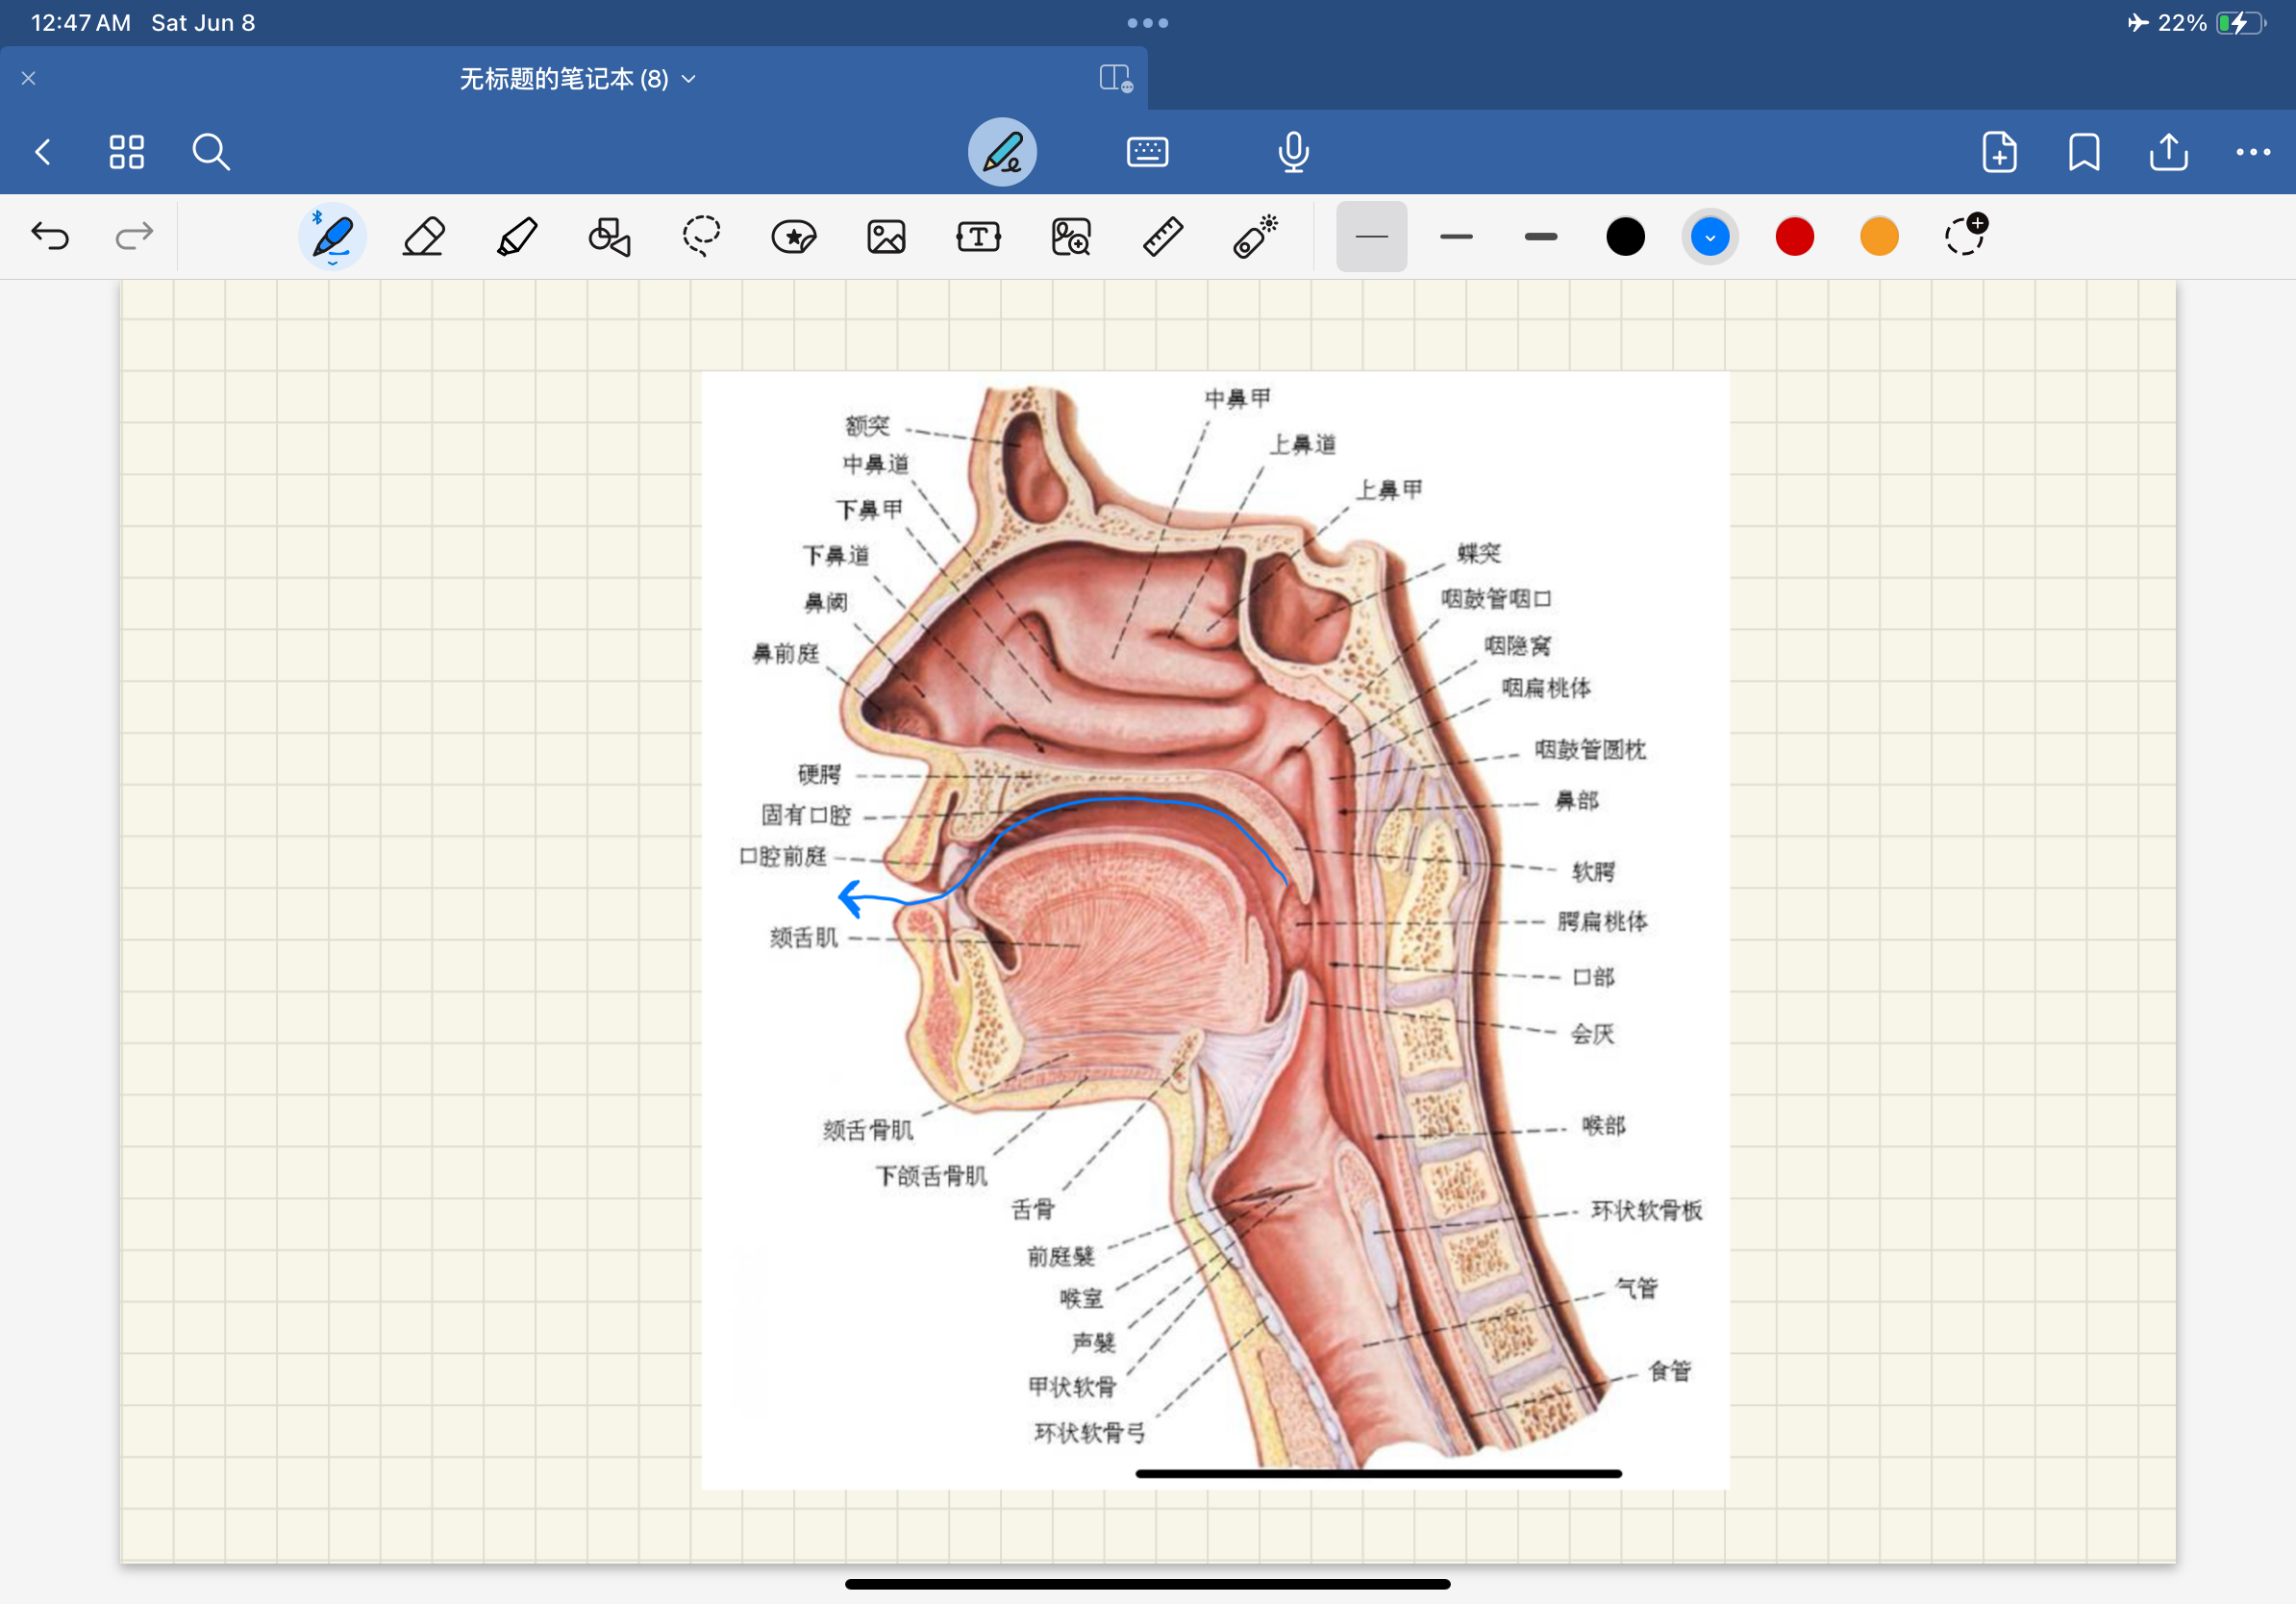 12:47 AM Sat Jun 8
22%
无标题的笔记本 (8)
中鼻甲
额突
上鼻道
中鼻道
上鼻甲
下鼻甲
下鼻道
蝶突
鼻阈
咽鼓管咽口
鼻前庭
咽隐窝
咽扁桃体
硬腭
咽鼓管圆枕
固有口腔
鼻部
口腔前庭
软腭
颏舌肌
腭扁桃体
口部
会厌
颏舌骨肌
喉部
下颌舌骨肌
舌骨
环状软骨板
前庭襞
喉室
气管
声襞
食管
甲状软骨
环状软骨弓